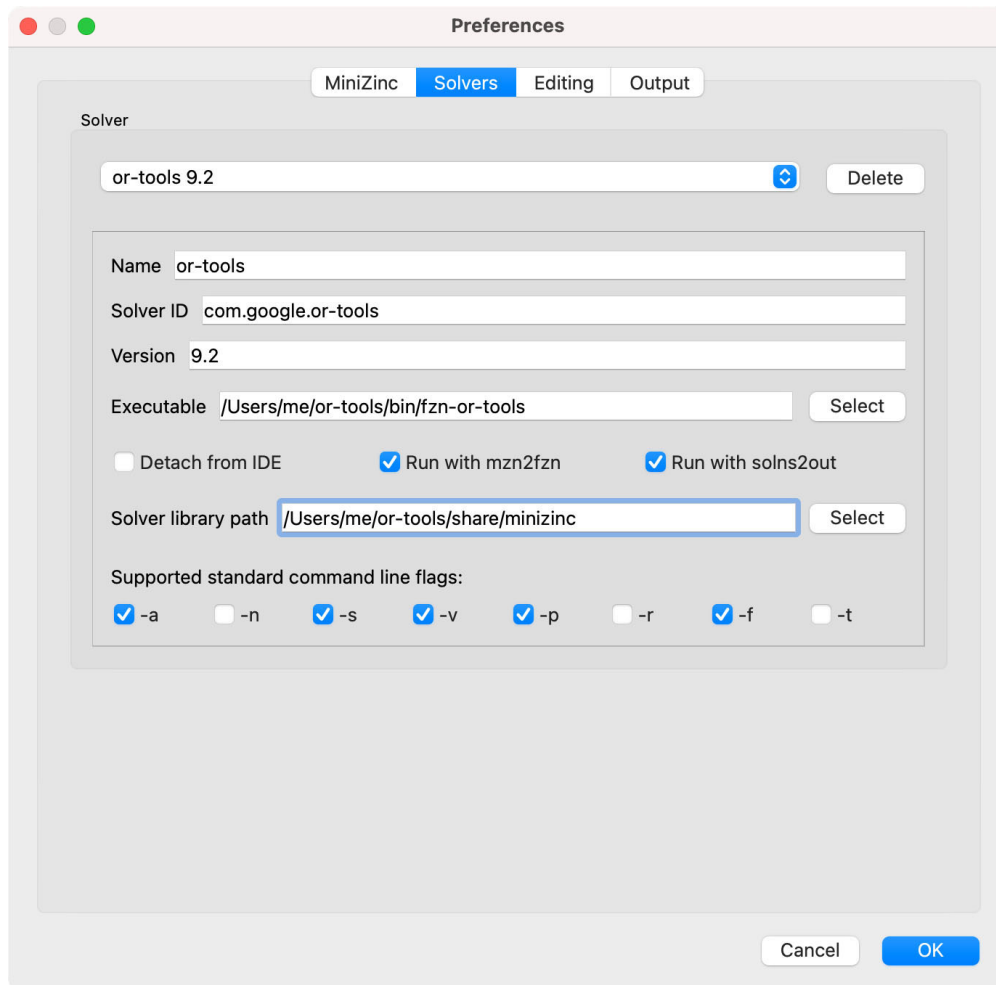 Preferences
MiniZinc Solvers Editing Output
Solver
or-tools 9.2 Delete
Name or-tools
Solver ID com.google.or-tools
Version 9.2
Executable /Users/me/or-tools/bin/fzn-or-tools Select
Detach from IDE Run with mzn2fzn Run with solns2out
Solver library path /Users/me/or-tools/share/minizinc Select
Supported standard command line flags:
-a -n -s -v -p -r -f -t
Cancel OK